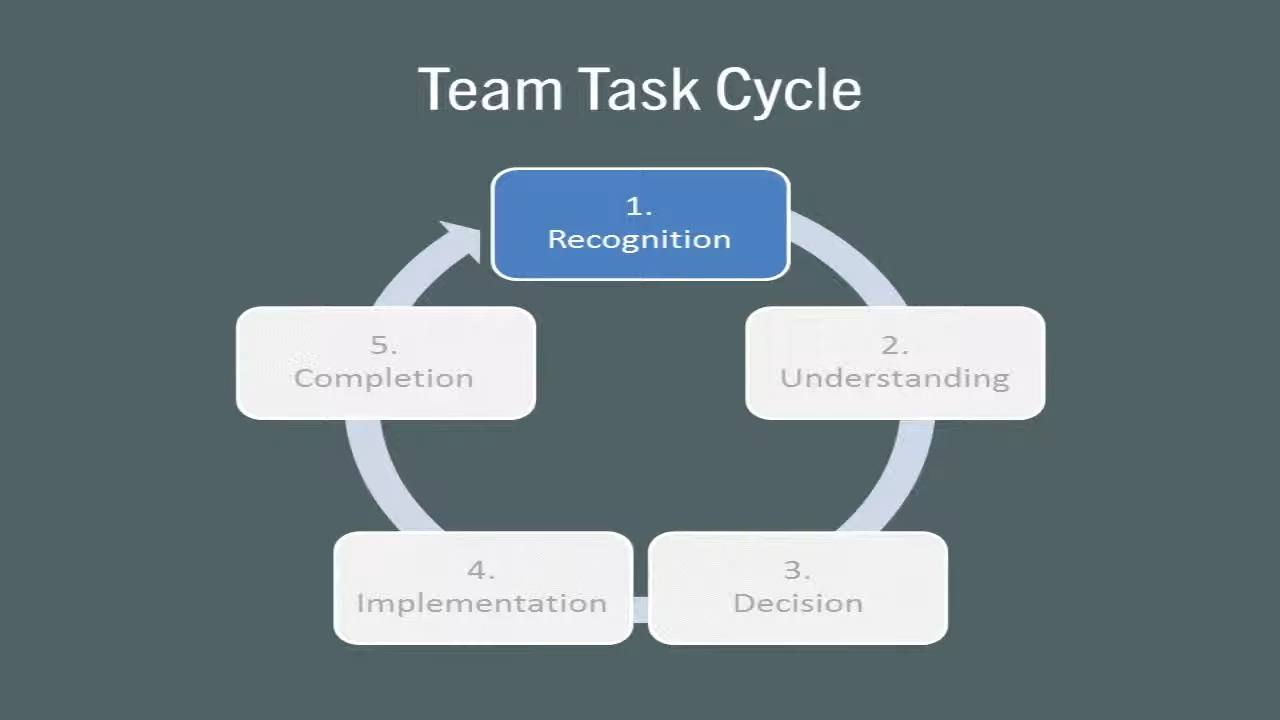 Team Task Cycle
1.
Recognition
2.
Understanding
3.
Decision
4.
Implementation
5.
Completion